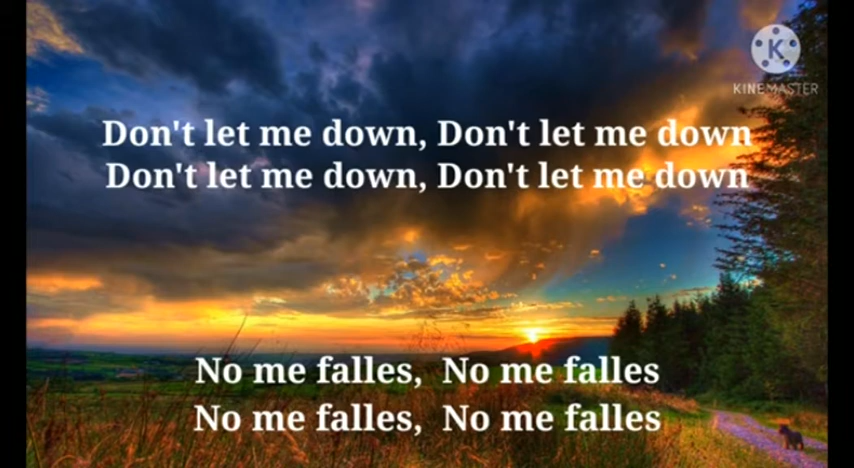 KINEMASTER
Don't let me down, Don't let me down
Don't let me down, Don't let me down
No me falles, No me falles
No me falles, No me falles